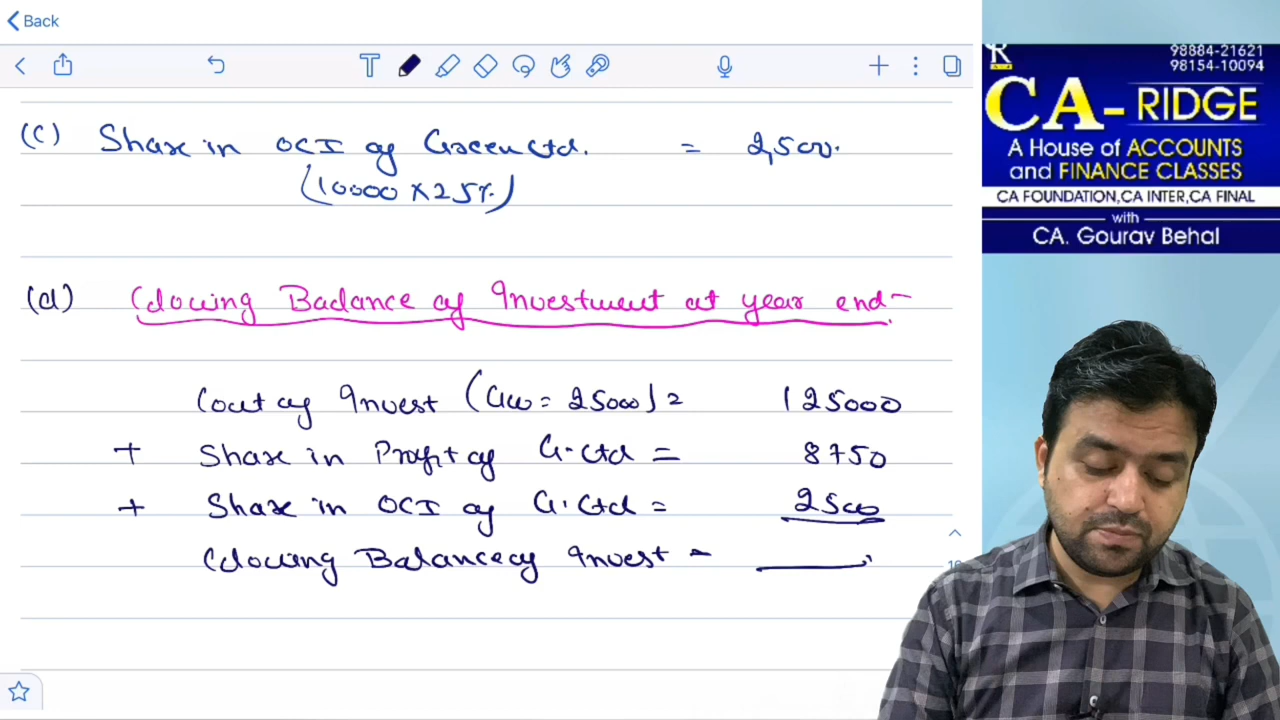 Back
98884-21621
98154-10094
CA-RIDGE
A House of ACCOUNTS
and FINANCE CLASSES
CA FOUNDATION,CA INTER,CA FINAL
with
CA. Gourav Behal
(c) Share in OCI of Green Ltd. = 2,500.
(10000 × 25%)
(d) Closing Balance of Investment at year end-
Cost of Invest (GW = 25000) = 125000
+ Share in Profit of G. Ltd = 8750
+ Share in OCI of G. Ltd = 2500
Closing Balance of Invest -